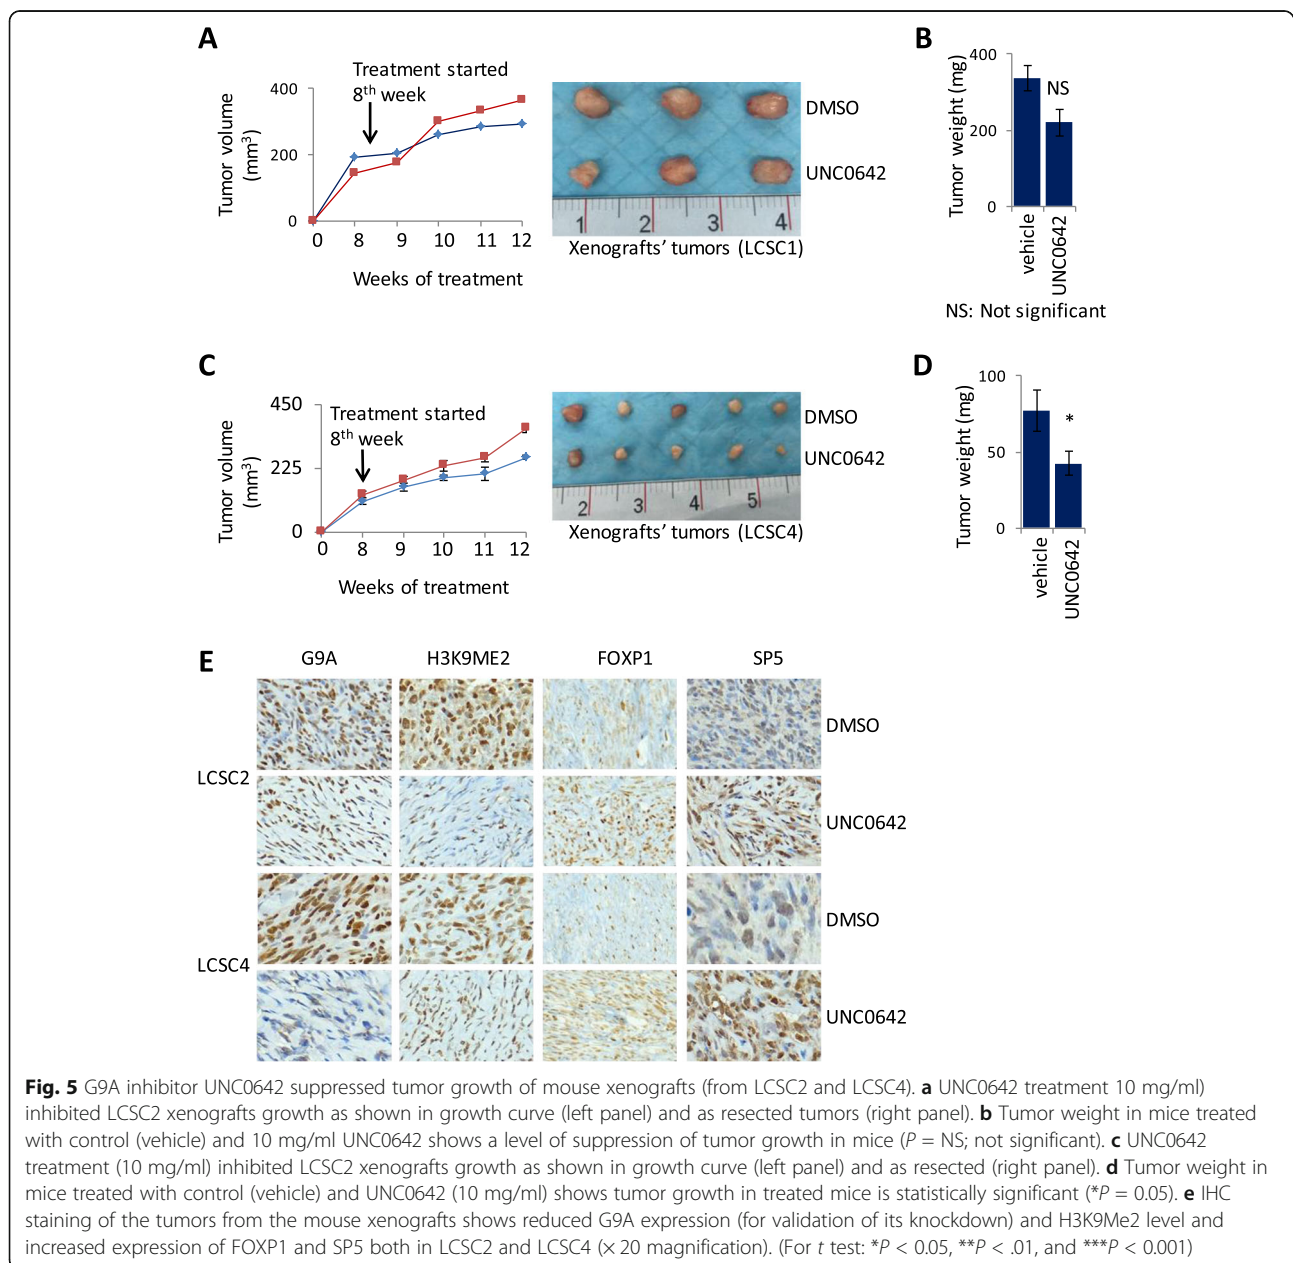 A
Treatment started
8th week
Tumor volume
(mm3)
400
200
0
0 8 9 10 11 12
Weeks of treatment
DMSO
UNC0642
1 2 3 4
Xenografts’ tumors (LCSC1)
B
Tumor weight (mg)
400
200
0
NS
vehicle
UNC0642
NS: Not significant
C
Treatment started
8th week
Tumor volume
(mm3)
450
225
0
0 8 9 10 11 12
Weeks of treatment
DMSO
UNC0642
2 3 4 5
Xenografts’ tumors (LCSC4)
D
Tumor weight (mg)
100
50
0
*
vehicle
UNC0642
E
G9A H3K9ME2 FOXP1 SP5
LCSC2
DMSO
UNC0642
LCSC4
DMSO
UNC0642
Fig. 5 G9A inhibitor UNC0642 suppressed tumor growth of mouse xenografts (from LCSC2 and LCSC4). a UNC0642 treatment 10 mg/ml)
inhibited LCSC2 xenografts growth as shown in growth curve (left panel) and as resected tumors (right panel). b Tumor weight in mice treated
with control (vehicle) and 10 mg/ml UNC0642 shows a level of suppression of tumor growth in mice (P = NS; not significant). c UNC0642
treatment (10 mg/ml) inhibited LCSC2 xenografts growth as shown in growth curve (left panel) and as resected (right panel). d Tumor weight in
mice treated with control (vehicle) and UNC0642 (10 mg/ml) shows tumor growth in treated mice is statistically significant (*P = 0.05). e IHC
staining of the tumors from the mouse xenografts shows reduced G9A expression (for validation of its knockdown) and H3K9Me2 level and
increased expression of FOXP1 and SP5 both in LCSC2 and LCSC4 (× 20 magnification). (For t test: *P < 0.05, **P < .01, and ***P < 0.001)